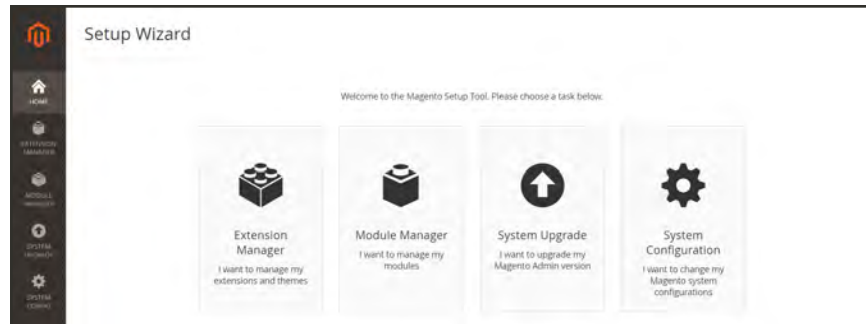 Setup Wizard
HOME
EXTENSION
MANAGER
MODULE
MANAGER
SYSTEM
UPGRADE
SYSTEM
CONFIG
Welcome to the Magento Setup Tool. Please choose a task below.
Extension
Manager
I want to manage my
extensions and themes
Module Manager
I want to manage my
modules
System Upgrade
I want to upgrade my
Magento Admin version
System
Configuration
I want to change my
Magento system
configurations